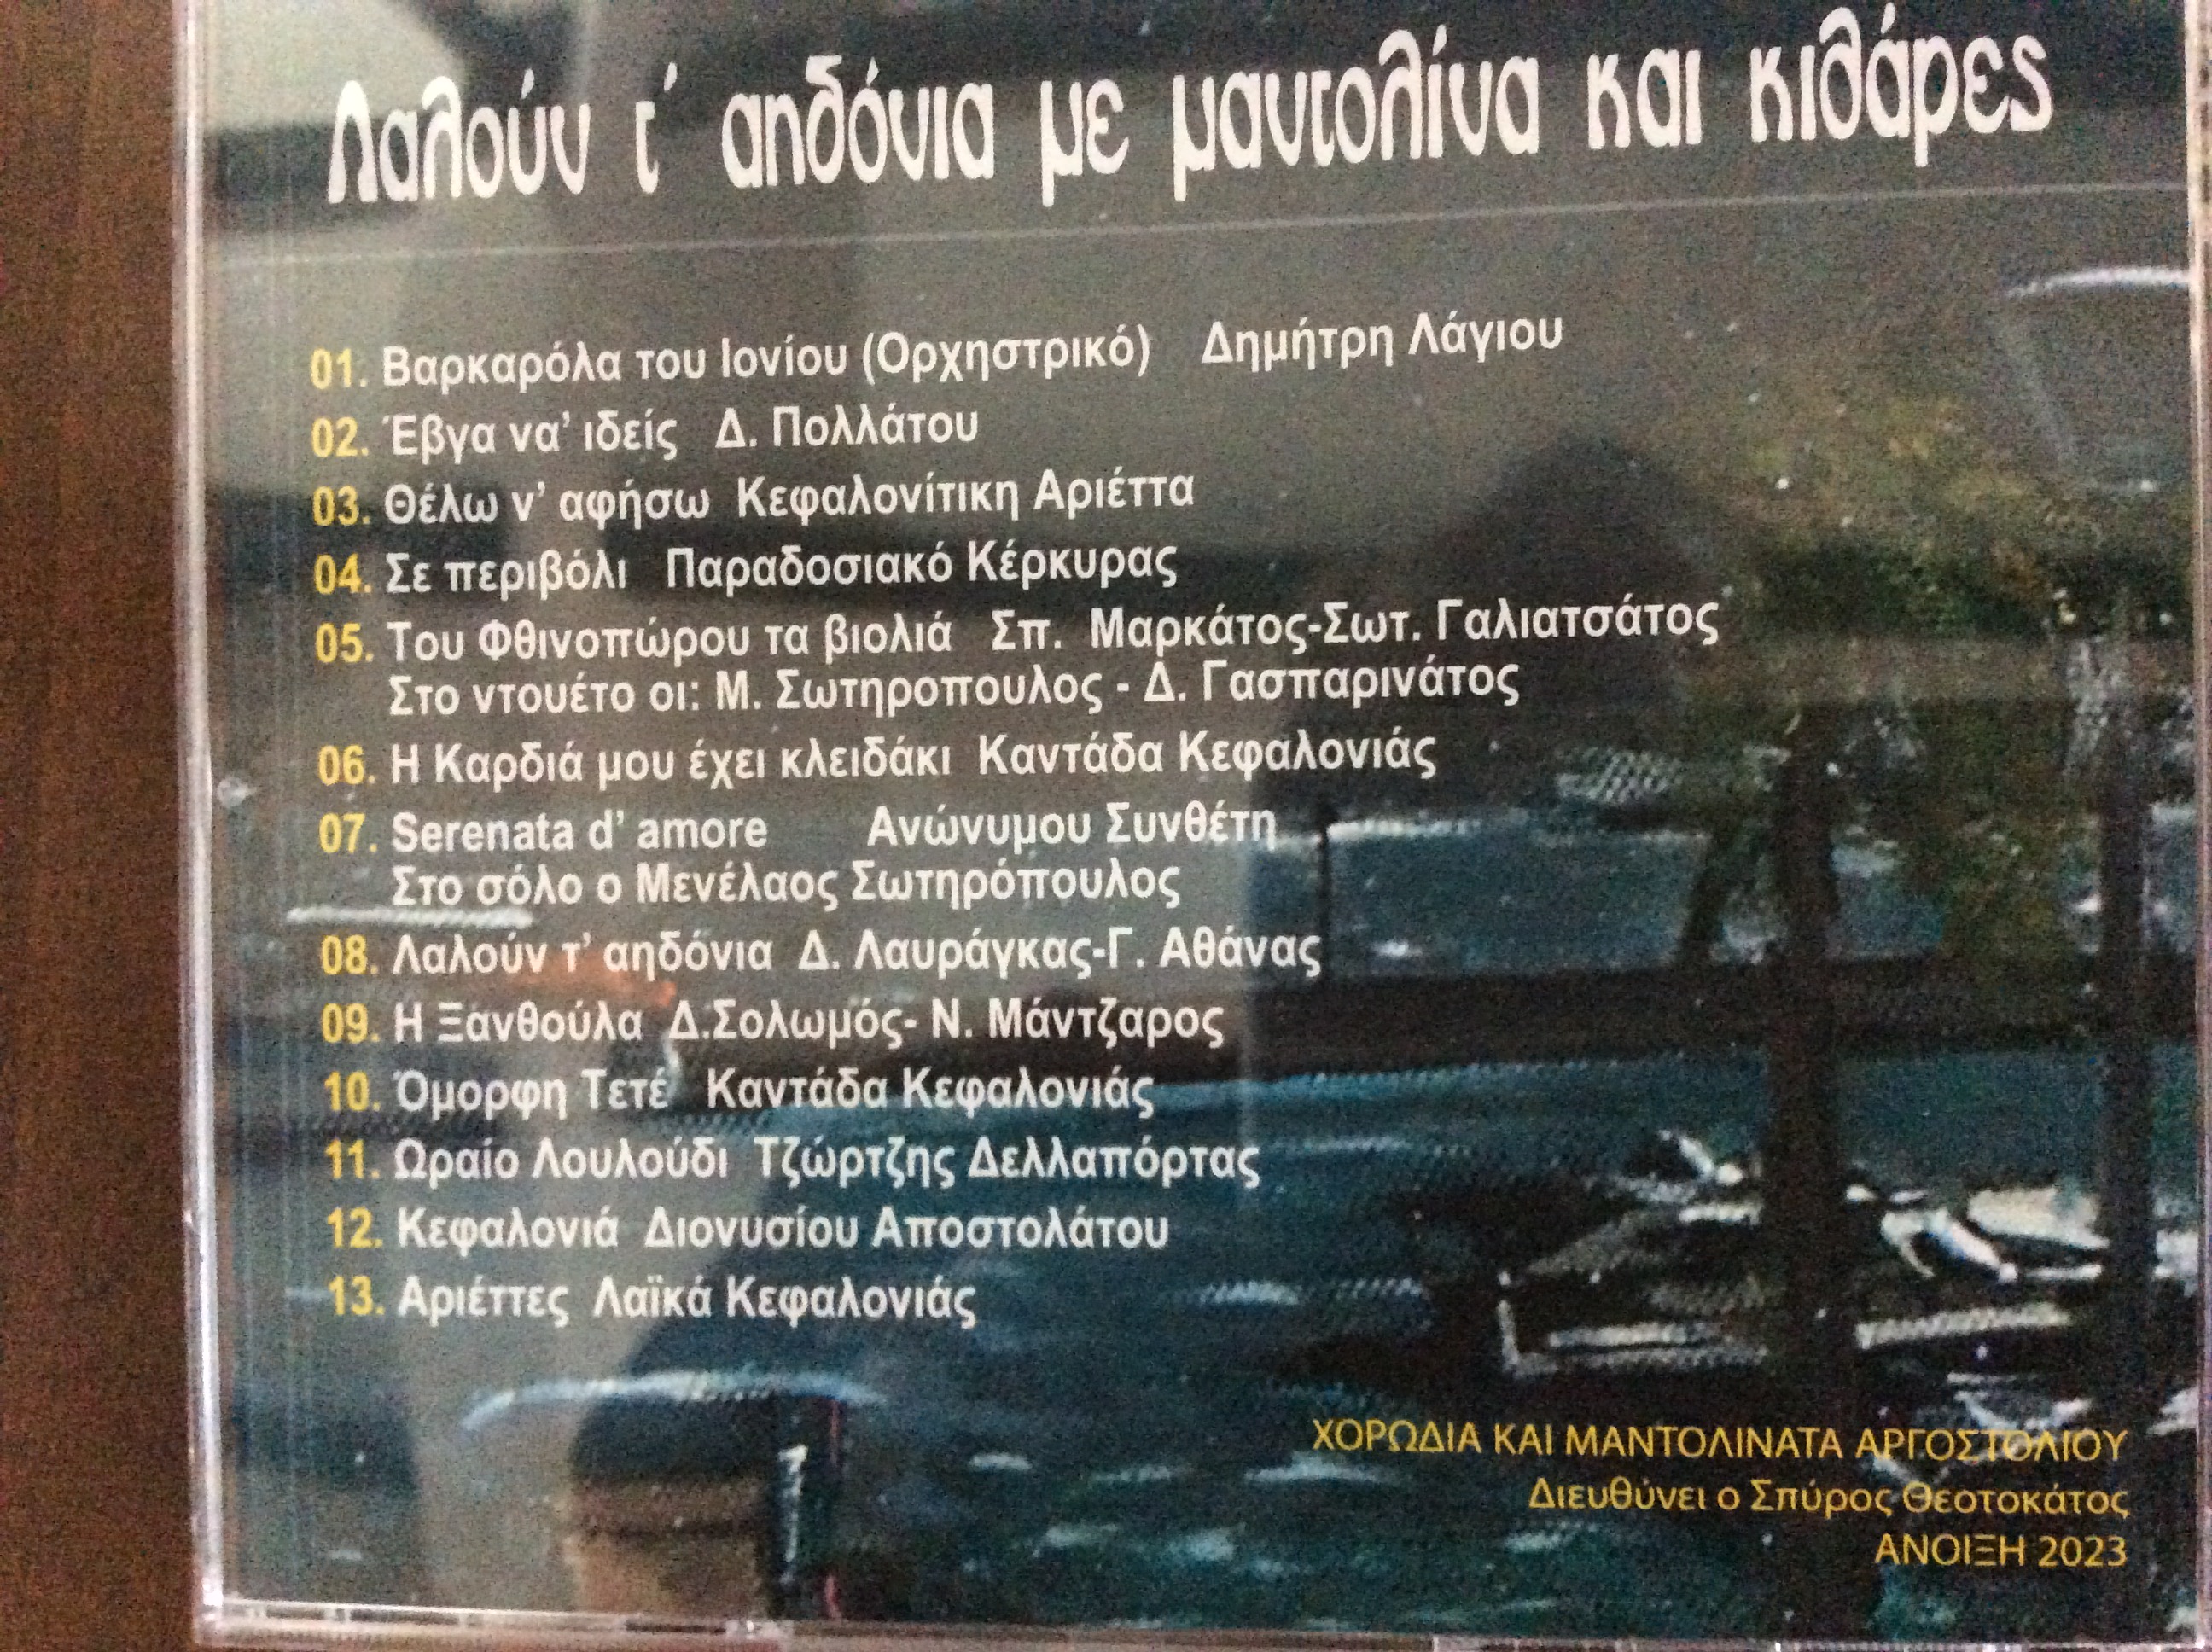 Λαλούν τ΄ αηδόνια με μαντολίνα και κιθάρες
01. Βαρκαρόλα του Ιονίου (Ορχηστρικό) Δημήτρη Λάγιου
02. Έβγα να' ιδείς Δ. Πολλάτου
03. Θέλω ν' αφήσω Κεφαλονίτικη Αριέττα
04. Σε περιβόλι Παραδοσιακό Κέρκυρας
05. Του Φθινοπώρου τα βιολιά Σπ. Μαρκάτος-Σωτ. Γαλιατσάτος
Στο ντουέτο οι: Μ. Σωτηροπουλος - Δ. Γασπαρινάτος
06. Η Καρδιά μου έχει κλειδάκι Καντάδα Κεφαλονιάς
07. Serenata d' amore Ανώνυμου Συνθέτη
Στο σόλο ο Μενέλαος Σωτηρόπουλος
08. Λαλούν τ' αηδόνια Δ. Λαυράγκας-Γ. Αθάνας
09. Η Ξανθούλα Δ.Σολωμός- Ν. Μάντζαρος
10. Όμορφη Τετέ Καντάδα Κεφαλονιάς
11. Ωραίο Λουλούδι Τζώρτζης Δελλαπόρτας
12. Κεφαλονιά Διονυσίου Αποστολάτου
13. Αριέττες Λαϊκά Κεφαλονιάς
ΧΟΡΩΔΙΑ ΚΑΙ ΜΑΝΤΟΛΙΝΑΤΑ ΑΡΓΟΣΤΟΛΙΟΥ
Διευθύνει ο Σπύρος Θεοτοκάτος
ΑΝΟΙΞΗ 2023